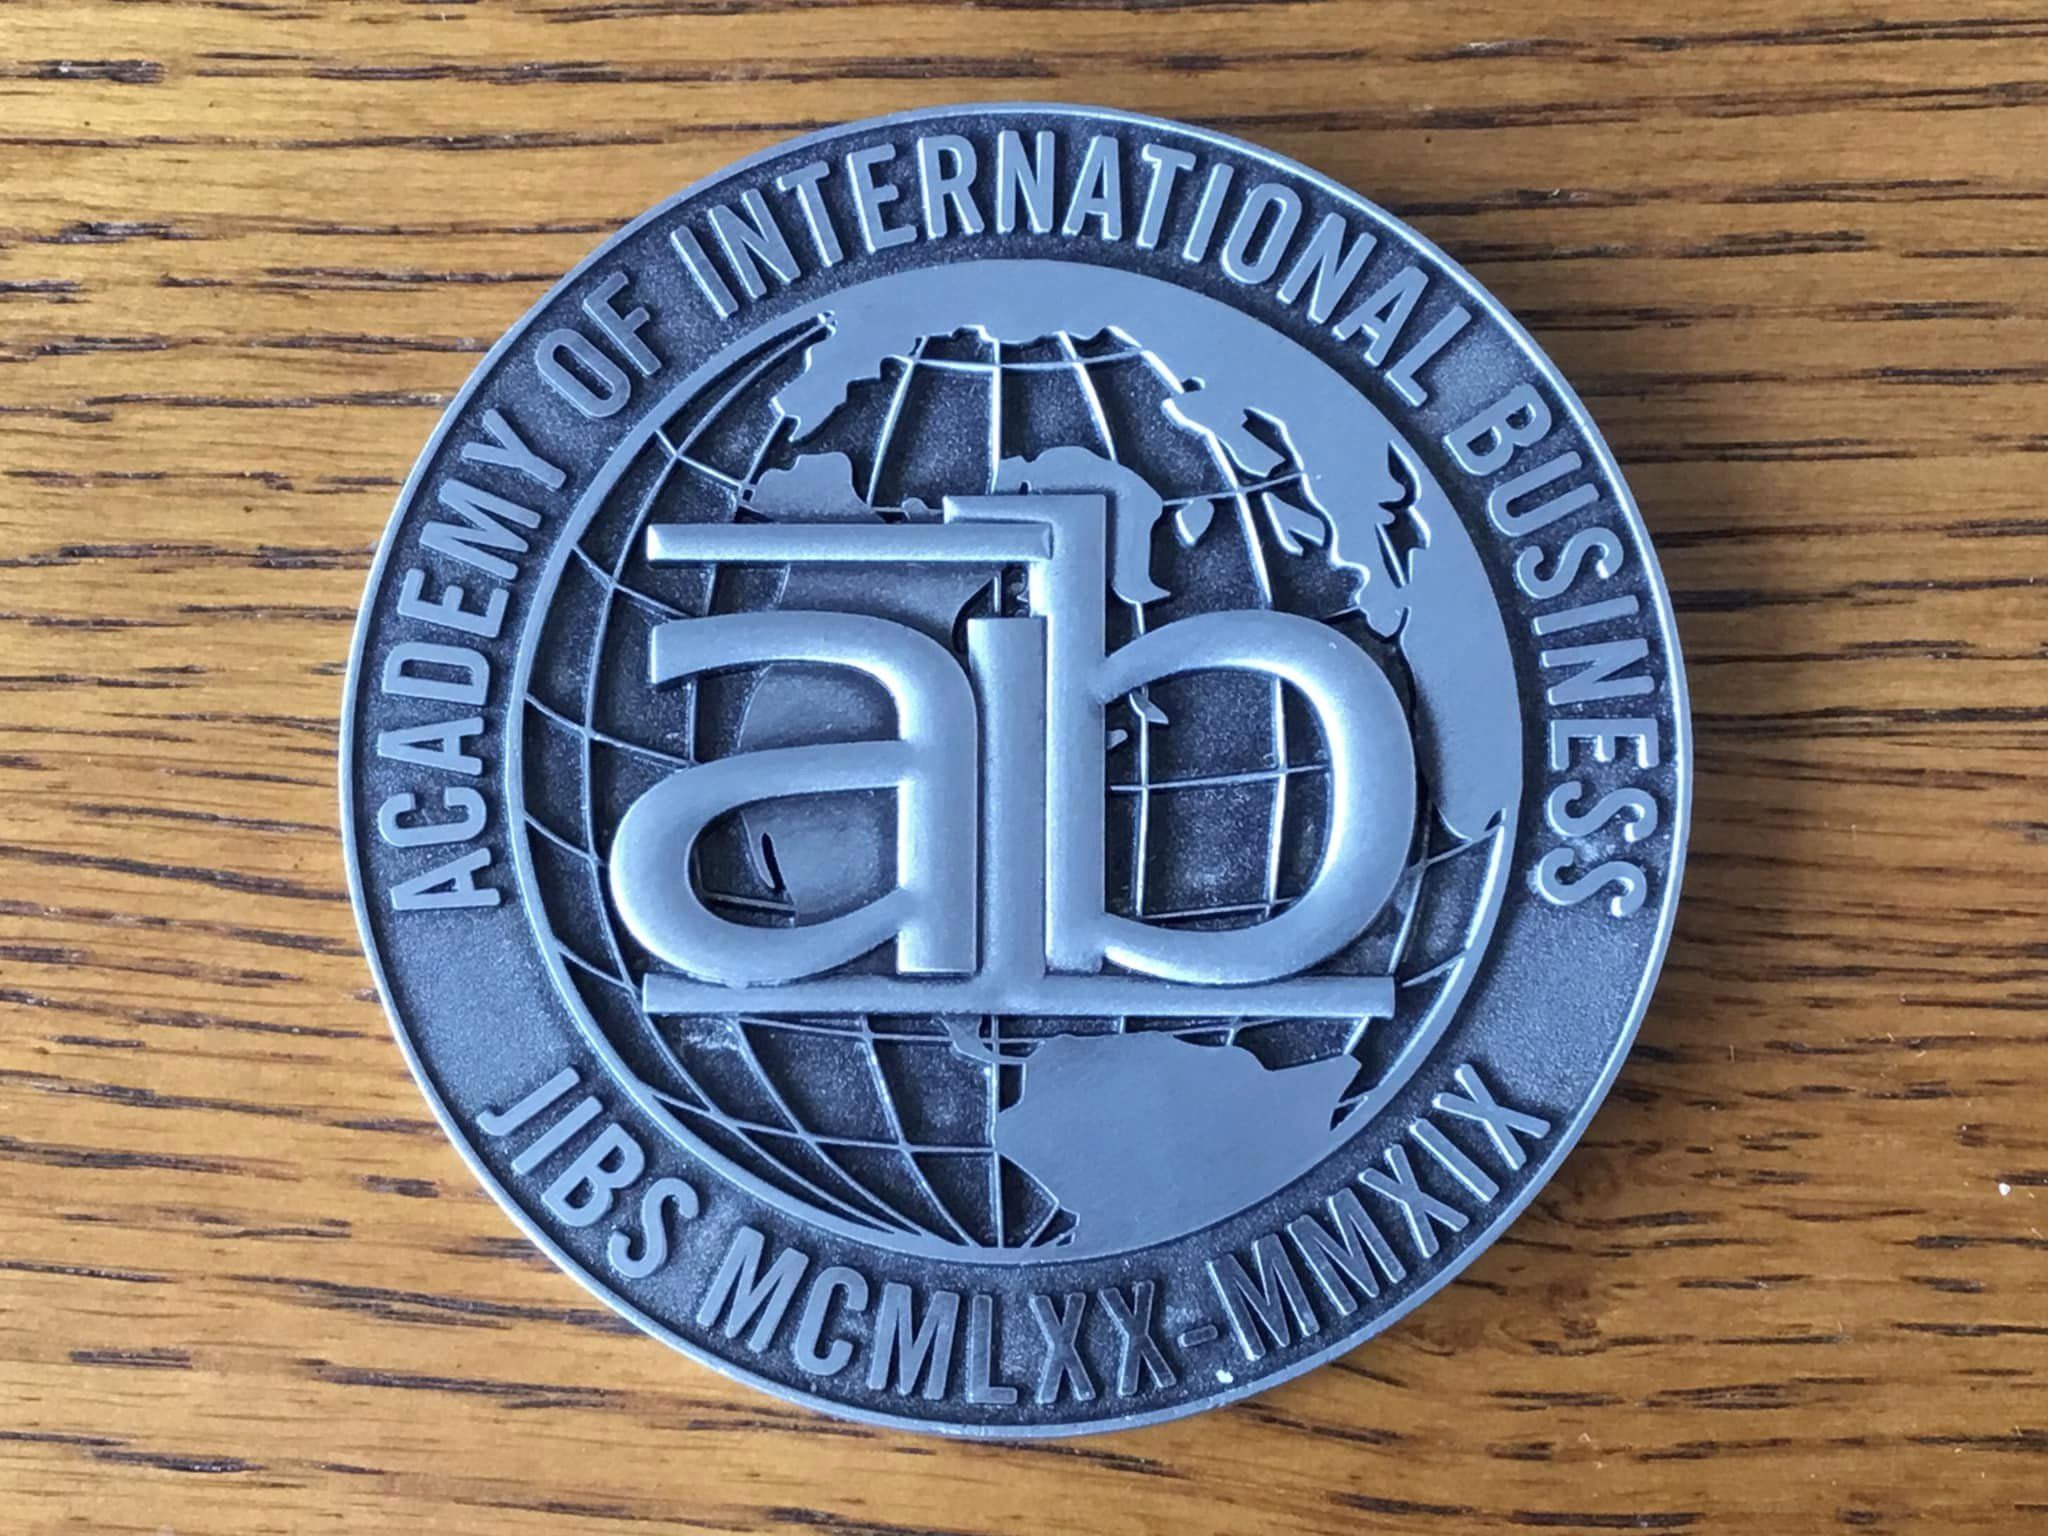 ACADEMY OF INTERNATIONAL BUSINESS
aib
JIBS MCMLXX-MMXIX